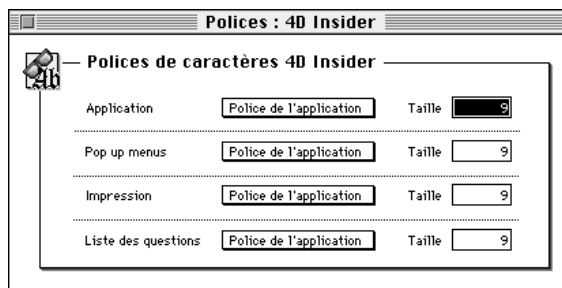 Polices : 4D Insider
Polices de caractères 4D Insider
Ab
Application Police de l'application Taille 9
Pop up menus Police de l'application Taille 9
Impression Police de l'application Taille 9
Liste des questions Police de l'application Taille 9